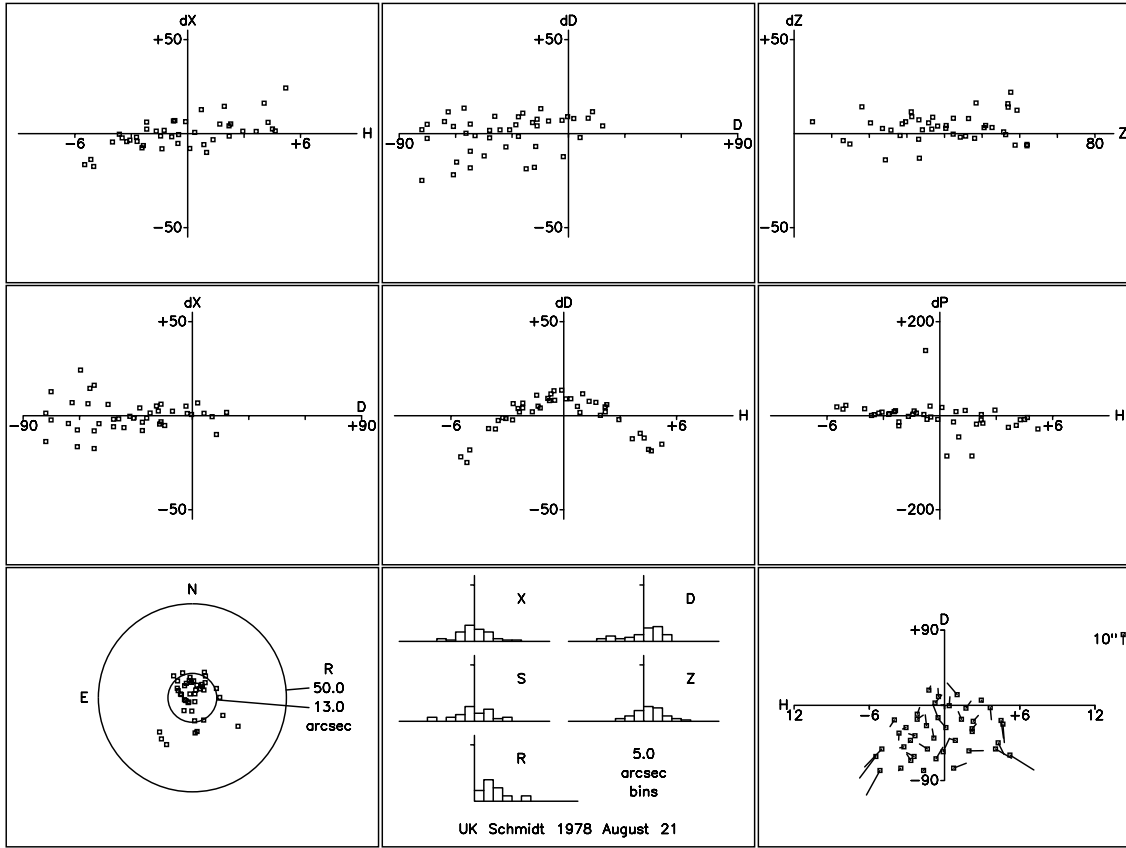 dX
+50
H
-6
+6
-50
dD
+50
D
-90
+90
-50
dZ
+50
Z
80
-50
dX
+50
D
-90
+90
-50
dD
+50
H
-6
+6
-50
dP
+200
H
-6
+6
-200
N
E
R
50.0
13.0
arcsec
X
D
S
Z
R
5.0
arcsec
bins
UK Schmidt 1978 August 21
D
+90
10"
H
12
-6
+6
12
-90